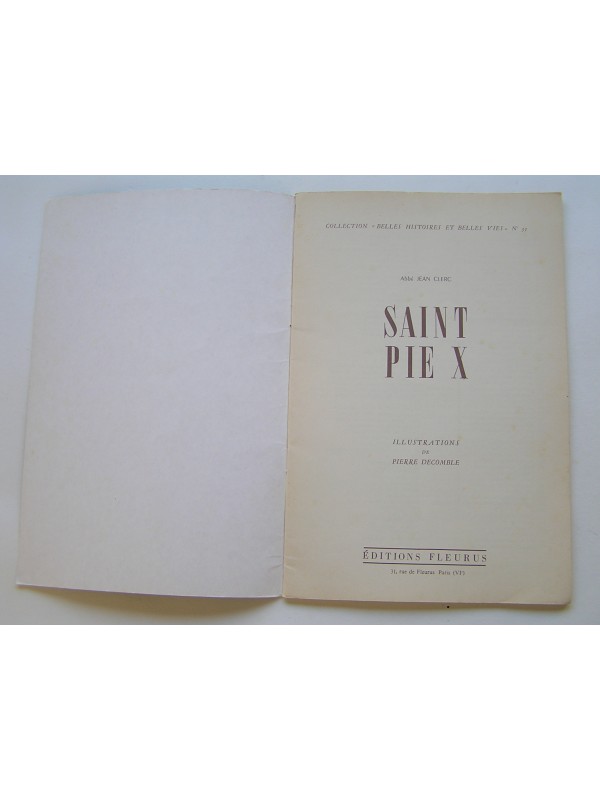 COLLECTION "BELLES HISTOIRES ET BELLES VIES" N°
Abbé JEAN CLERC
SAINT
PIE X
ILLUSTRATIONS
DE
PIERRE DECOMBLE
ÉDITIONS FLEURUS
31, rue de Fleurus Paris (VIe)